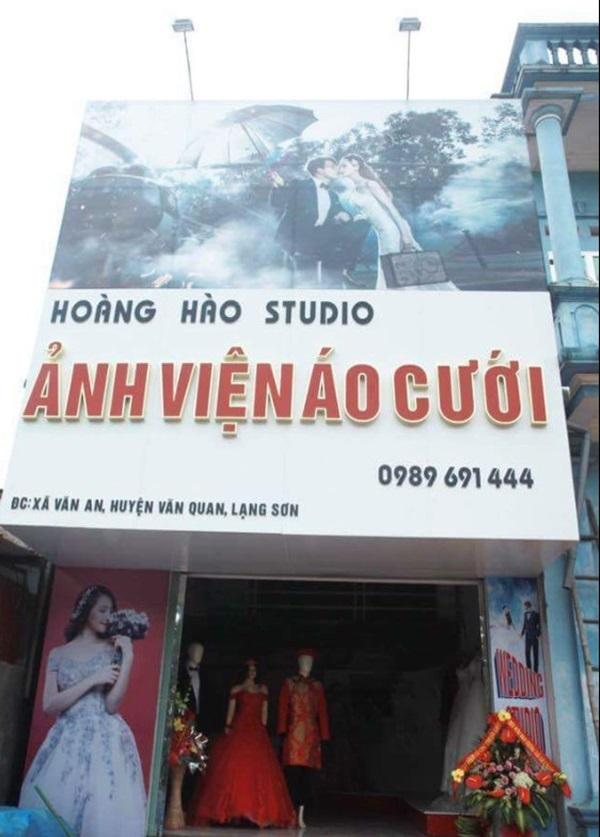 HOÀNG HÀO STUDIO
ẢNH VIỆN ÁO CƯỚI
0989 691 444
ĐC: XÃ VĂN AN, HUYỆN VĂN QUAN, LẠNG SƠN
WEDDING
STUDIO